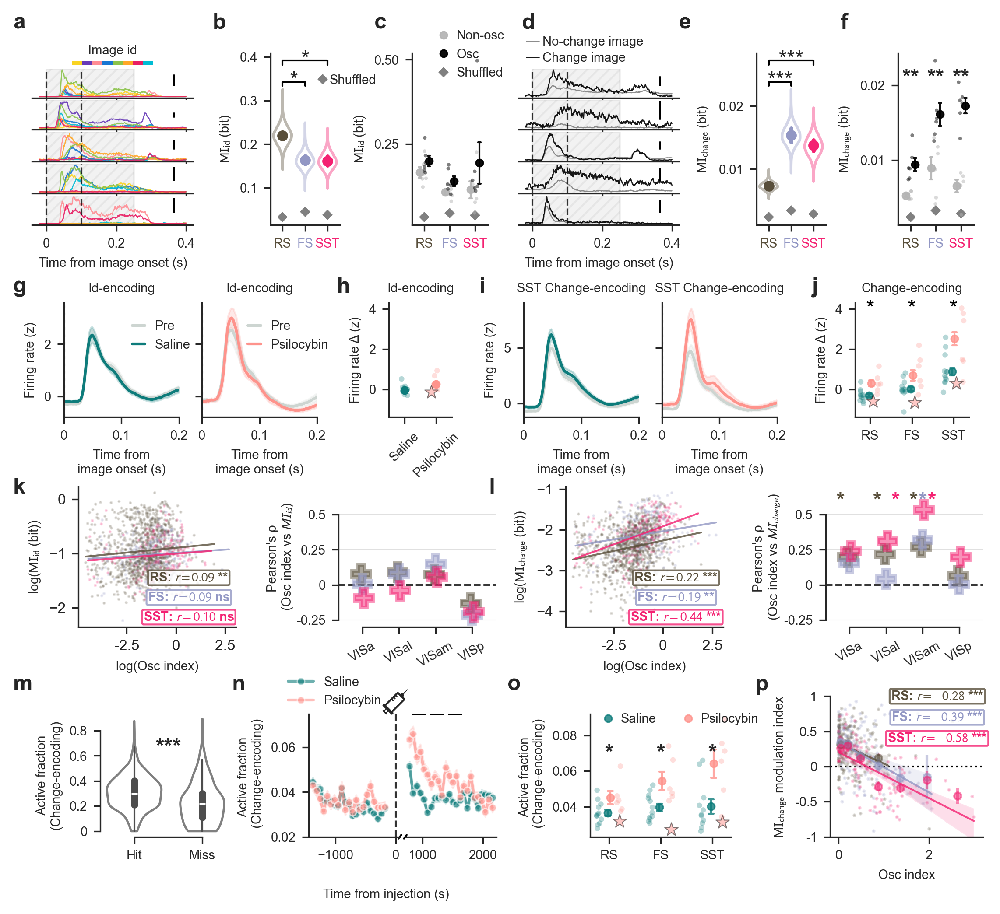 a
Image id
0
0.2
0.4
Time from image onset (s)
b
MI_id (bit)
0.4
0.3
0.2
0.1
*
*
Shuffled
RS
FS
SST
c
Non-osc
Osc
Shuffled
MI_id (bit)
0.50
0.25
RS
FS
SST
d
No-change image
Change image
0
0.2
0.4
Time from image onset (s)
e
MI_change (bit)
0.02
0.01
***
***
RS
FS
SST
f
MI_change (bit)
0.02
0.01
** ** **
RS
FS
SST
g
Id-encoding
Firing rate (z)
2
0
Pre
Saline
0
0.1
0.2
Time from
image onset (s)
Id-encoding
Pre
Psilocybin
0
0.1
0.2
Time from
image onset (s)
h
Id-encoding
Firing rate Δ (z)
4
2
0
Saline
Psilocybin
i
SST Change-encoding
Firing rate (z)
5
0
0
0.1
0.2
Time from
image onset (s)
SST Change-encoding
0
0.1
0.2
Time from
image onset (s)
j
Change-encoding
Firing rate Δ (z)
4
2
0
* * *
RS
FS
SST
k
log(MI_id (bit))
0
−1
−2
RS: r=0.09 **
FS: r=0.09 ns
SST: r=0.10 ns
-2.5
0
2.5
log(Osc index)
Pearson's ρ
(Osc index vs MI_id)
0.5
0.25
0
-0.25
VISa
VISal
VISam
VISp
l
log(MI_change (bit))
−1
−2
−3
−4
RS: r=0.22 ***
FS: r=0.19 **
SST: r=0.44 ***
-2.5
0
2.5
log(Osc index)
Pearson's ρ
(Osc index vs MI_change)
0.5
0.25
0
-0.25
* * * * * *
VISa
VISal
VISam
VISp
m
Active fraction
(Change-encoding)
0.8
0.6
0.4
0.2
0
***
Hit
Miss
n
Saline
Psilocybin
Active fraction
(Change-encoding)
0.06
0.04
0.02
−1000
0
1000
2000
Time from injection (s)
o
Saline
Psilocybin
Active fraction
(Change-encoding)
0.08
0.06
0.04
* * *
RS
FS
SST
p
MI_change modulation index
1
0.5
0
-0.5
-1
RS: r=−0.28 ***
FS: r=−0.39 ***
SST: r=−0.58 ***
0
2
Osc index